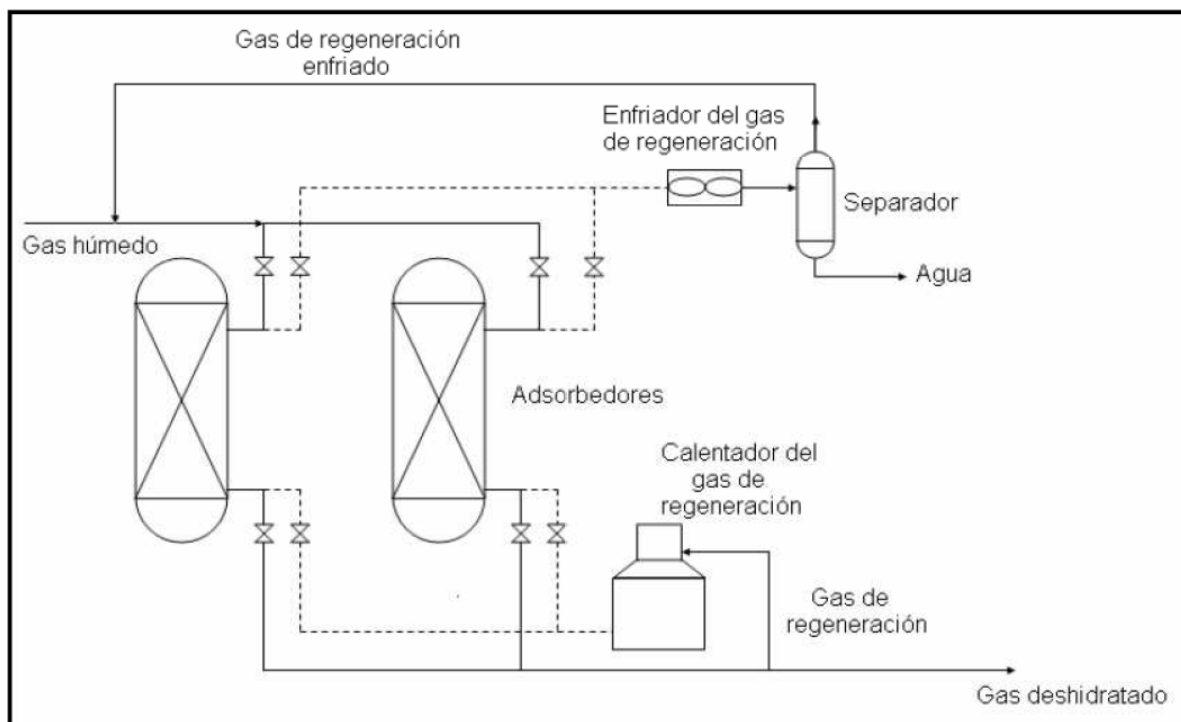 Gas de regeneración
enfriado
Enfriador del gas
de regeneración
Separador
Gas húmedo
Agua
Adsorbedores
Calentador del
gas de
regeneración
Gas de
regeneración
Gas deshidratado